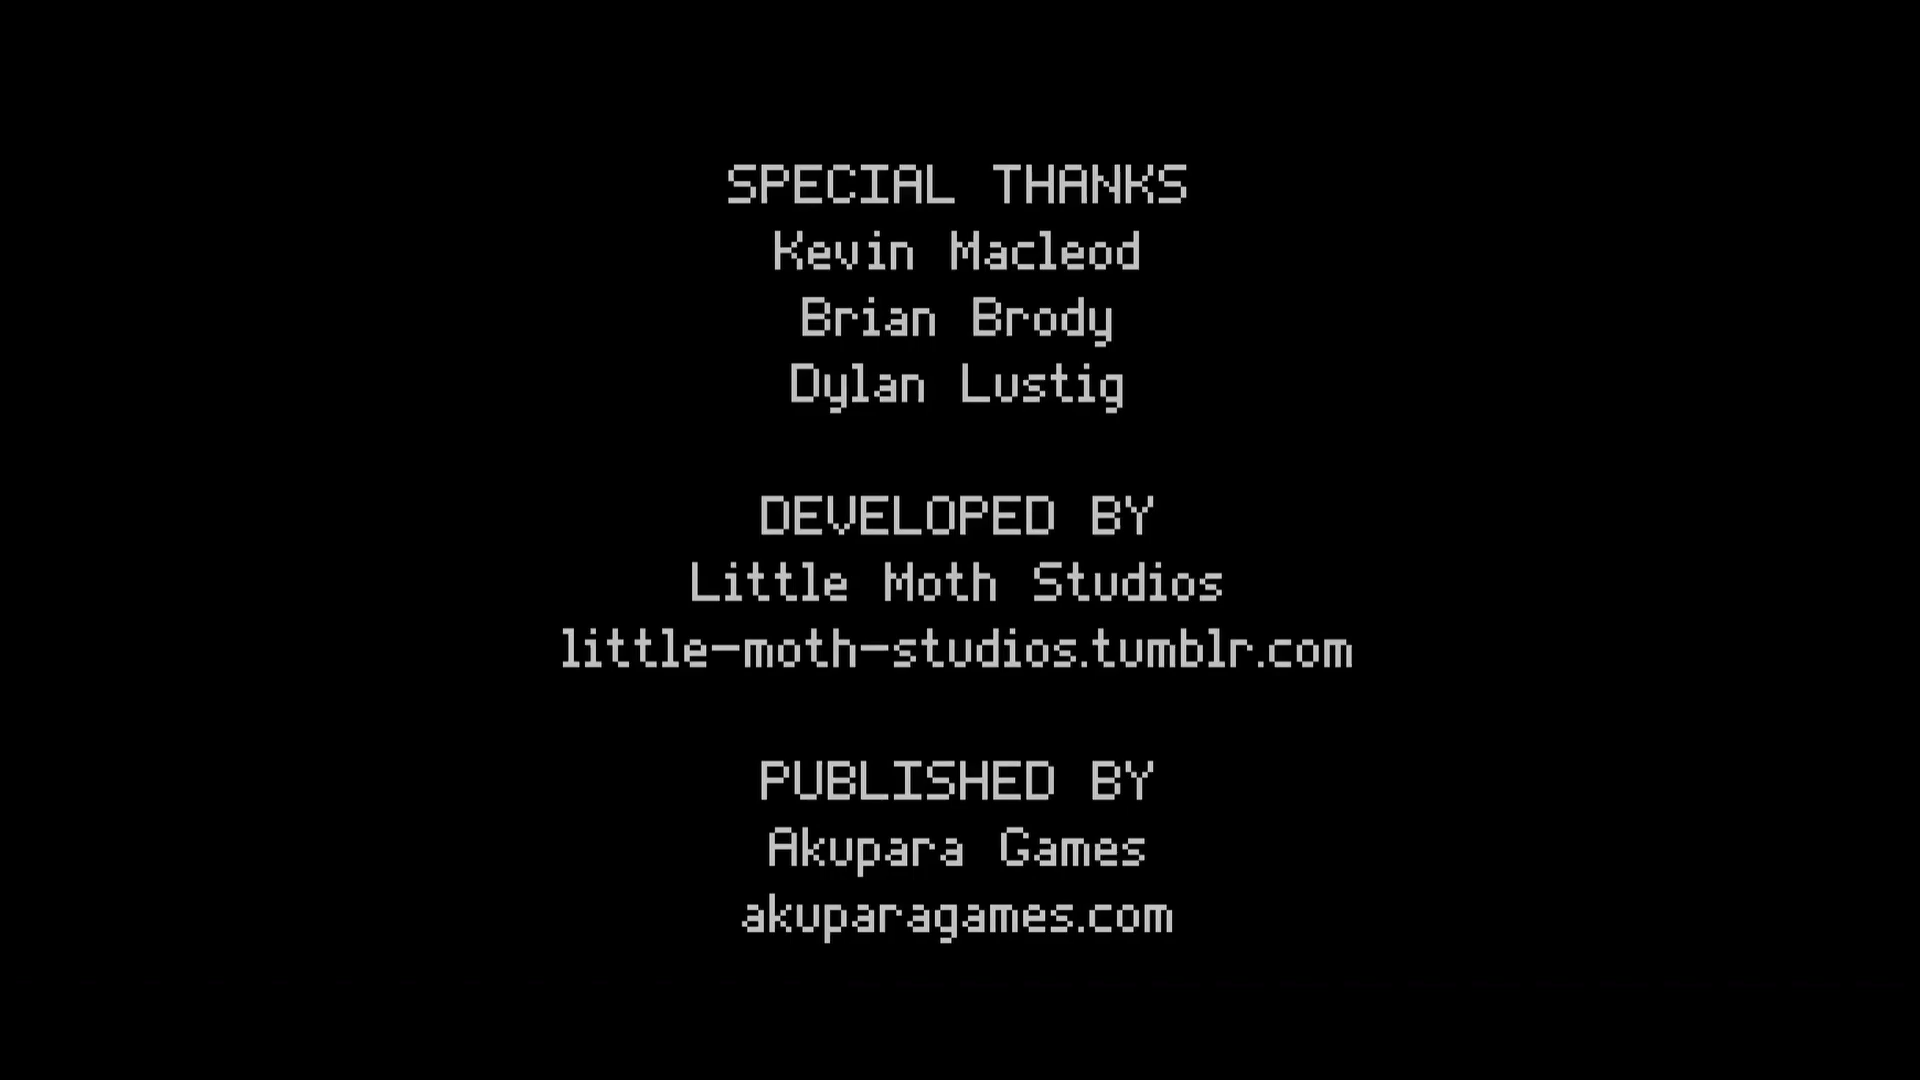 SPECIAL THANKS
Kevin Macleod
Brian Brody
Dylan Lustig
DEVELOPED BY
Little Moth Studios
little-moth-studios.tumblr.com
PUBLISHED BY
Akupara Games
akuparagames.com